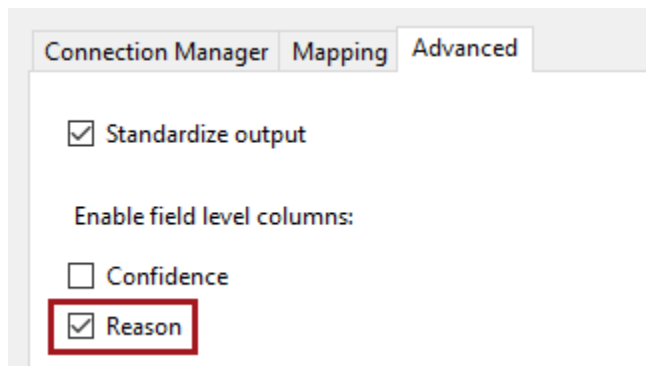 Connection Manager Mapping Advanced
Standardize output
Enable field level columns:
Confidence
Reason